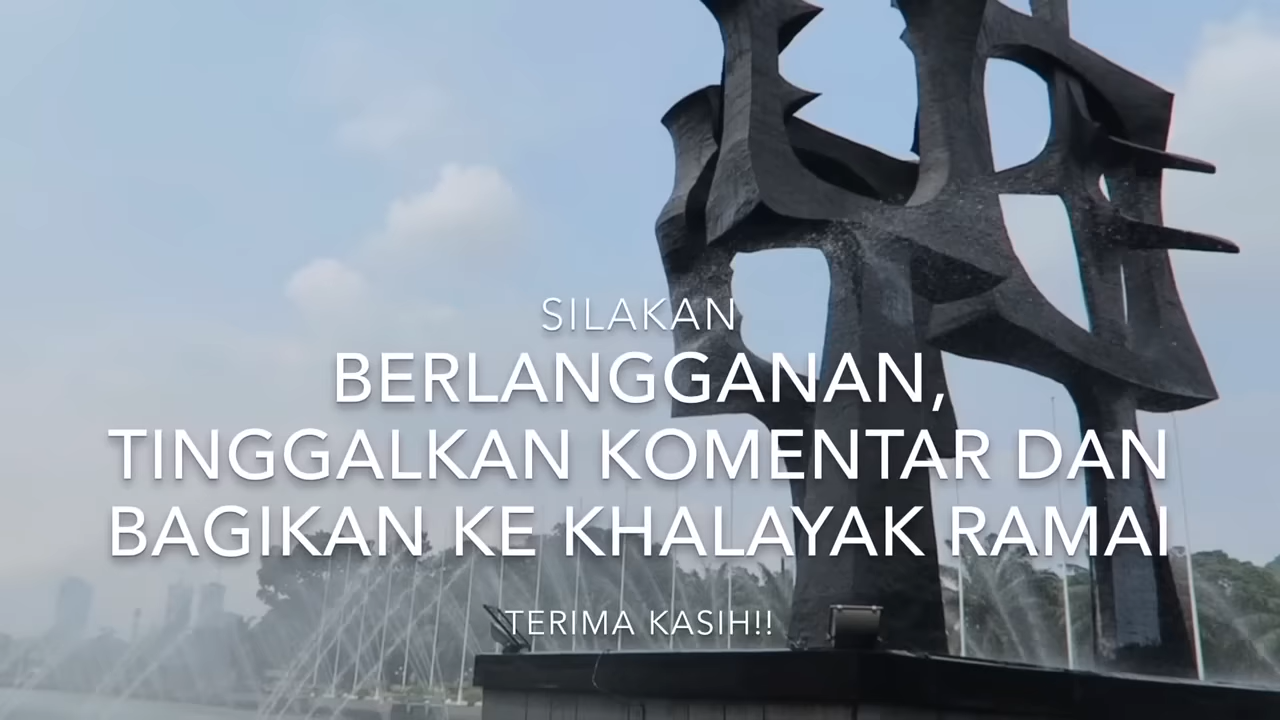 SILAKAN
BERLANGGANAN,
TINGGALKAN KOMENTAR DAN
BAGIKAN KE KHALAYAK RAMAI
TERIMA KASIH!!